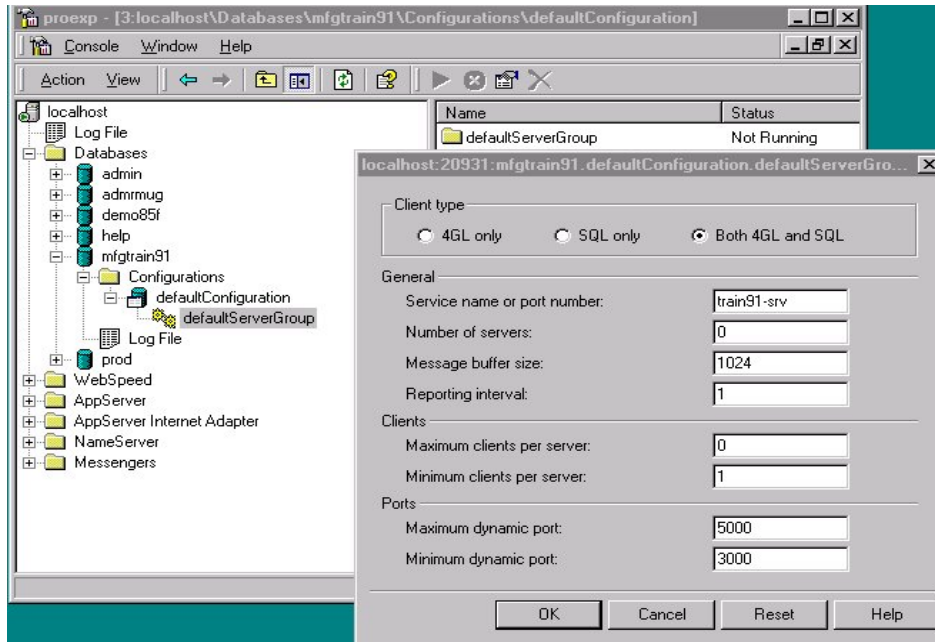 proexp - [3:localhost\Databases\mfgtrain91\Configurations\defaultConfiguration]
Console Window Help
Action View
localhost
Log File
Databases
admin
admrmug
demo85f
help
mfgtrain91
Configurations
defaultConfiguration
defaultServerGroup
Log File
prod
WebSpeed
AppServer
AppServer Internet Adapter
NameServer
Messengers
Name Status
defaultServerGroup Not Running
localhost:20931:mfgtrain91.defaultConfiguration.defaultServerGro...
Client type
4GL only SQL only Both 4GL and SQL
General
Service name or port number: train91-srv
Number of servers: 0
Message buffer size: 1024
Reporting interval: 1
Clients
Maximum clients per server: 0
Minimum clients per server: 1
Ports
Maximum dynamic port: 5000
Minimum dynamic port: 3000
OK Cancel Reset Help